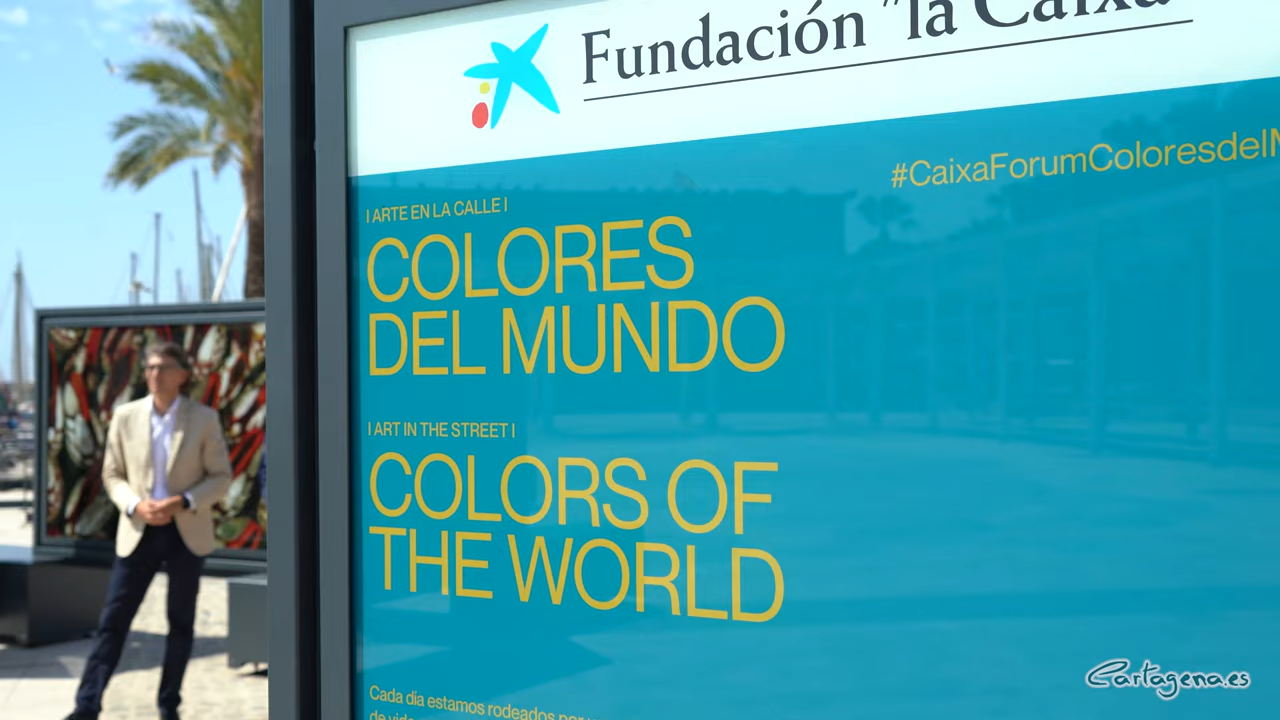 Fundación "la Caixa
#CaixaForumColoresdel
| ARTE EN LA CALLE |
COLORES
DEL MUNDO
| ART IN THE STREET |
COLORS OF
THE WORLD
Cada día estamos rodeados
Cartagena.es